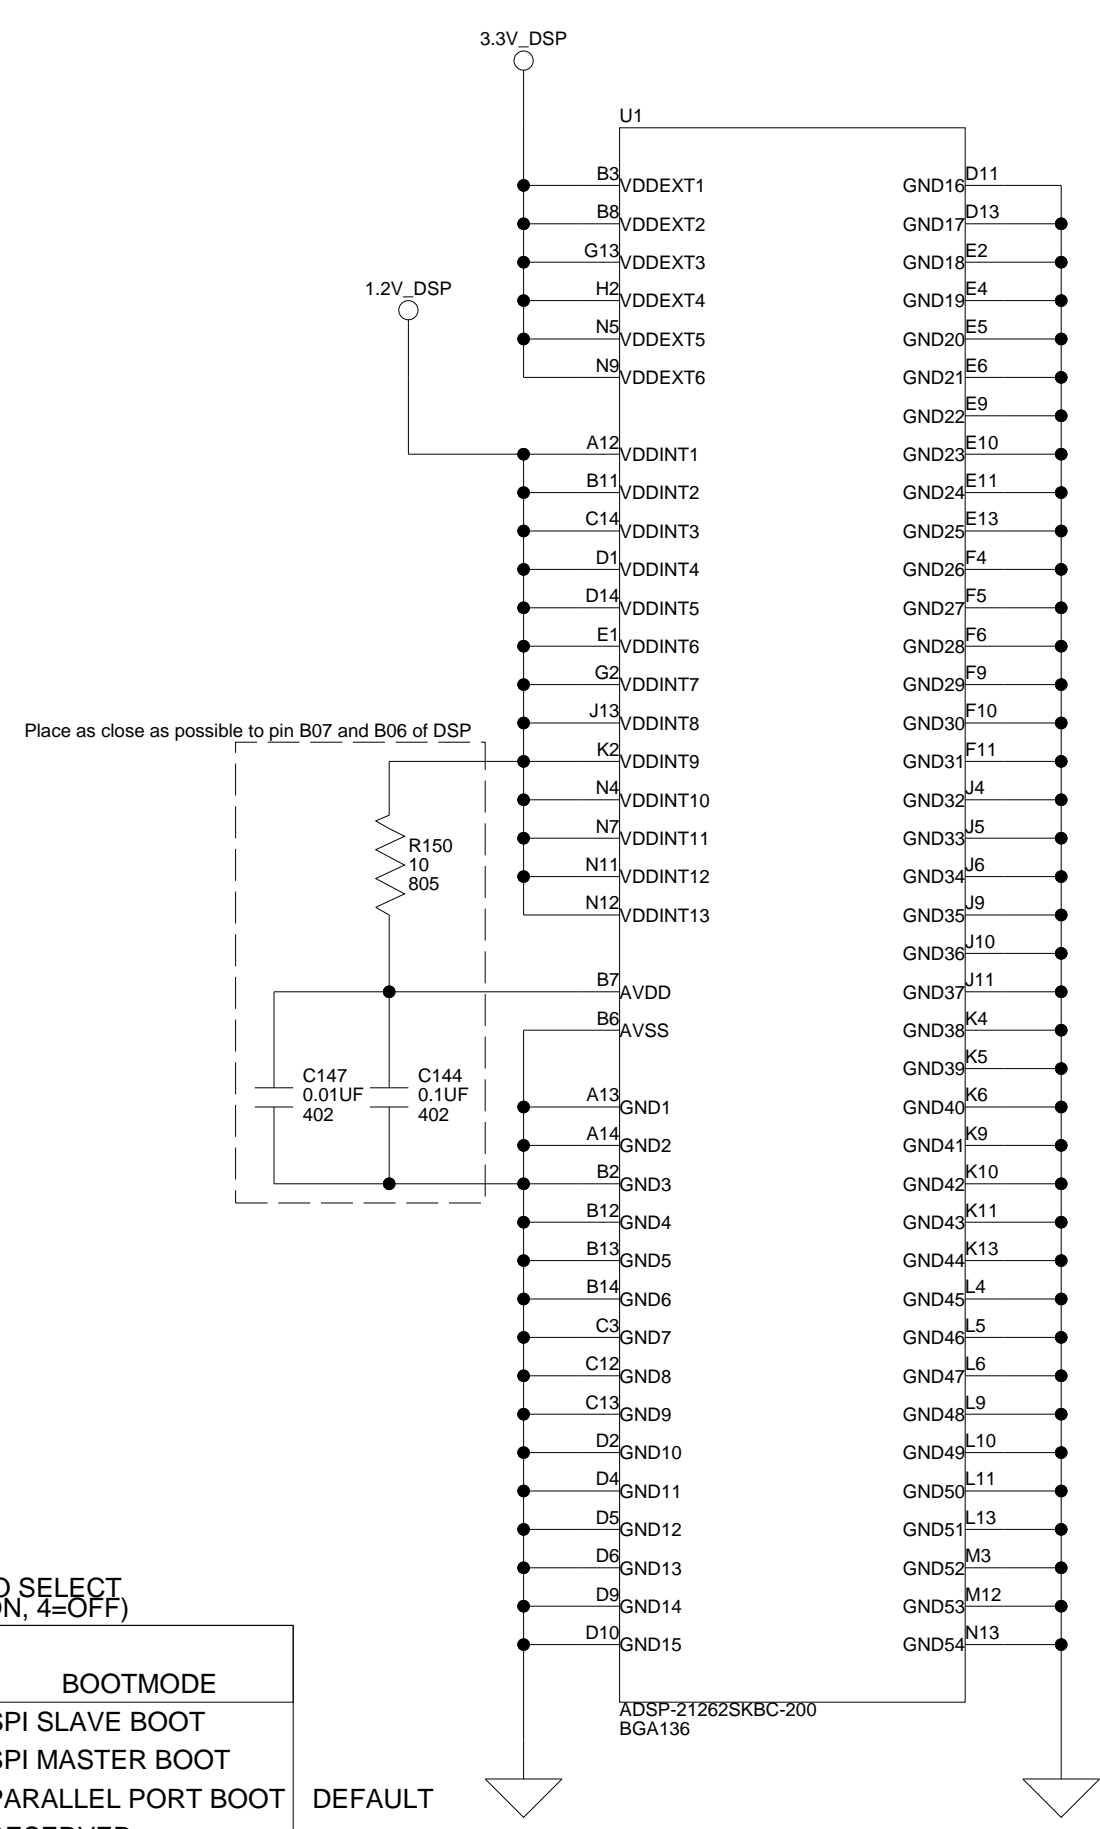 3.3V_DSP
U1
B3 VDDEXT1 GND16 D11
B8 VDDEXT2 GND17 D13
G13 VDDEXT3 GND18 E2
1.2V_DSP
H2 VDDEXT4 GND19 E4
N5 VDDEXT5 GND20 E5
N9 VDDEXT6 GND21 E6
GND22 E9
A12 VDDINT1 GND23 E10
B11 VDDINT2 GND24 E11
C14 VDDINT3 GND25 E13
D1 VDDINT4 GND26 F4
D14 VDDINT5 GND27 F5
E1 VDDINT6 GND28 F6
G2 VDDINT7 GND29 F9
J13 VDDINT8 GND30 F10
Place as close as possible to pin B07 and B06 of DSP
K2 VDDINT9 GND31 F11
N4 VDDINT10 GND32 J4
N7 VDDINT11 GND33 J5
R150
10
805
N11 VDDINT12 GND34 J6
N12 VDDINT13 GND35 J9
GND36 J10
B7 AVDD GND37 J11
B6 AVSS GND38 K4
GND39 K5
C147
0.01UF
402
C144
0.1UF
402
A13 GND1 GND40 K6
A14 GND2 GND41 K9
B2 GND3 GND42 K10
B12 GND4 GND43 K11
B13 GND5 GND44 K13
B14 GND6 GND45 L4
C3 GND7 GND46 L5
C12 GND8 GND47 L6
C13 GND9 GND48 L9
D2 GND10 GND49 L10
D4 GND11 GND50 L11
D5 GND12 GND51 L13
D6 GND13 GND52 M3
D9 GND14 GND53 M12
D10 GND15 GND54 N13
ADSP-21262SKBC-200
BGA136
SELECT
4=OFF)
BOOTMODE
SPI SLAVE BOOT
SPI MASTER BOOT
PARALLEL PORT BOOT DEFAULT